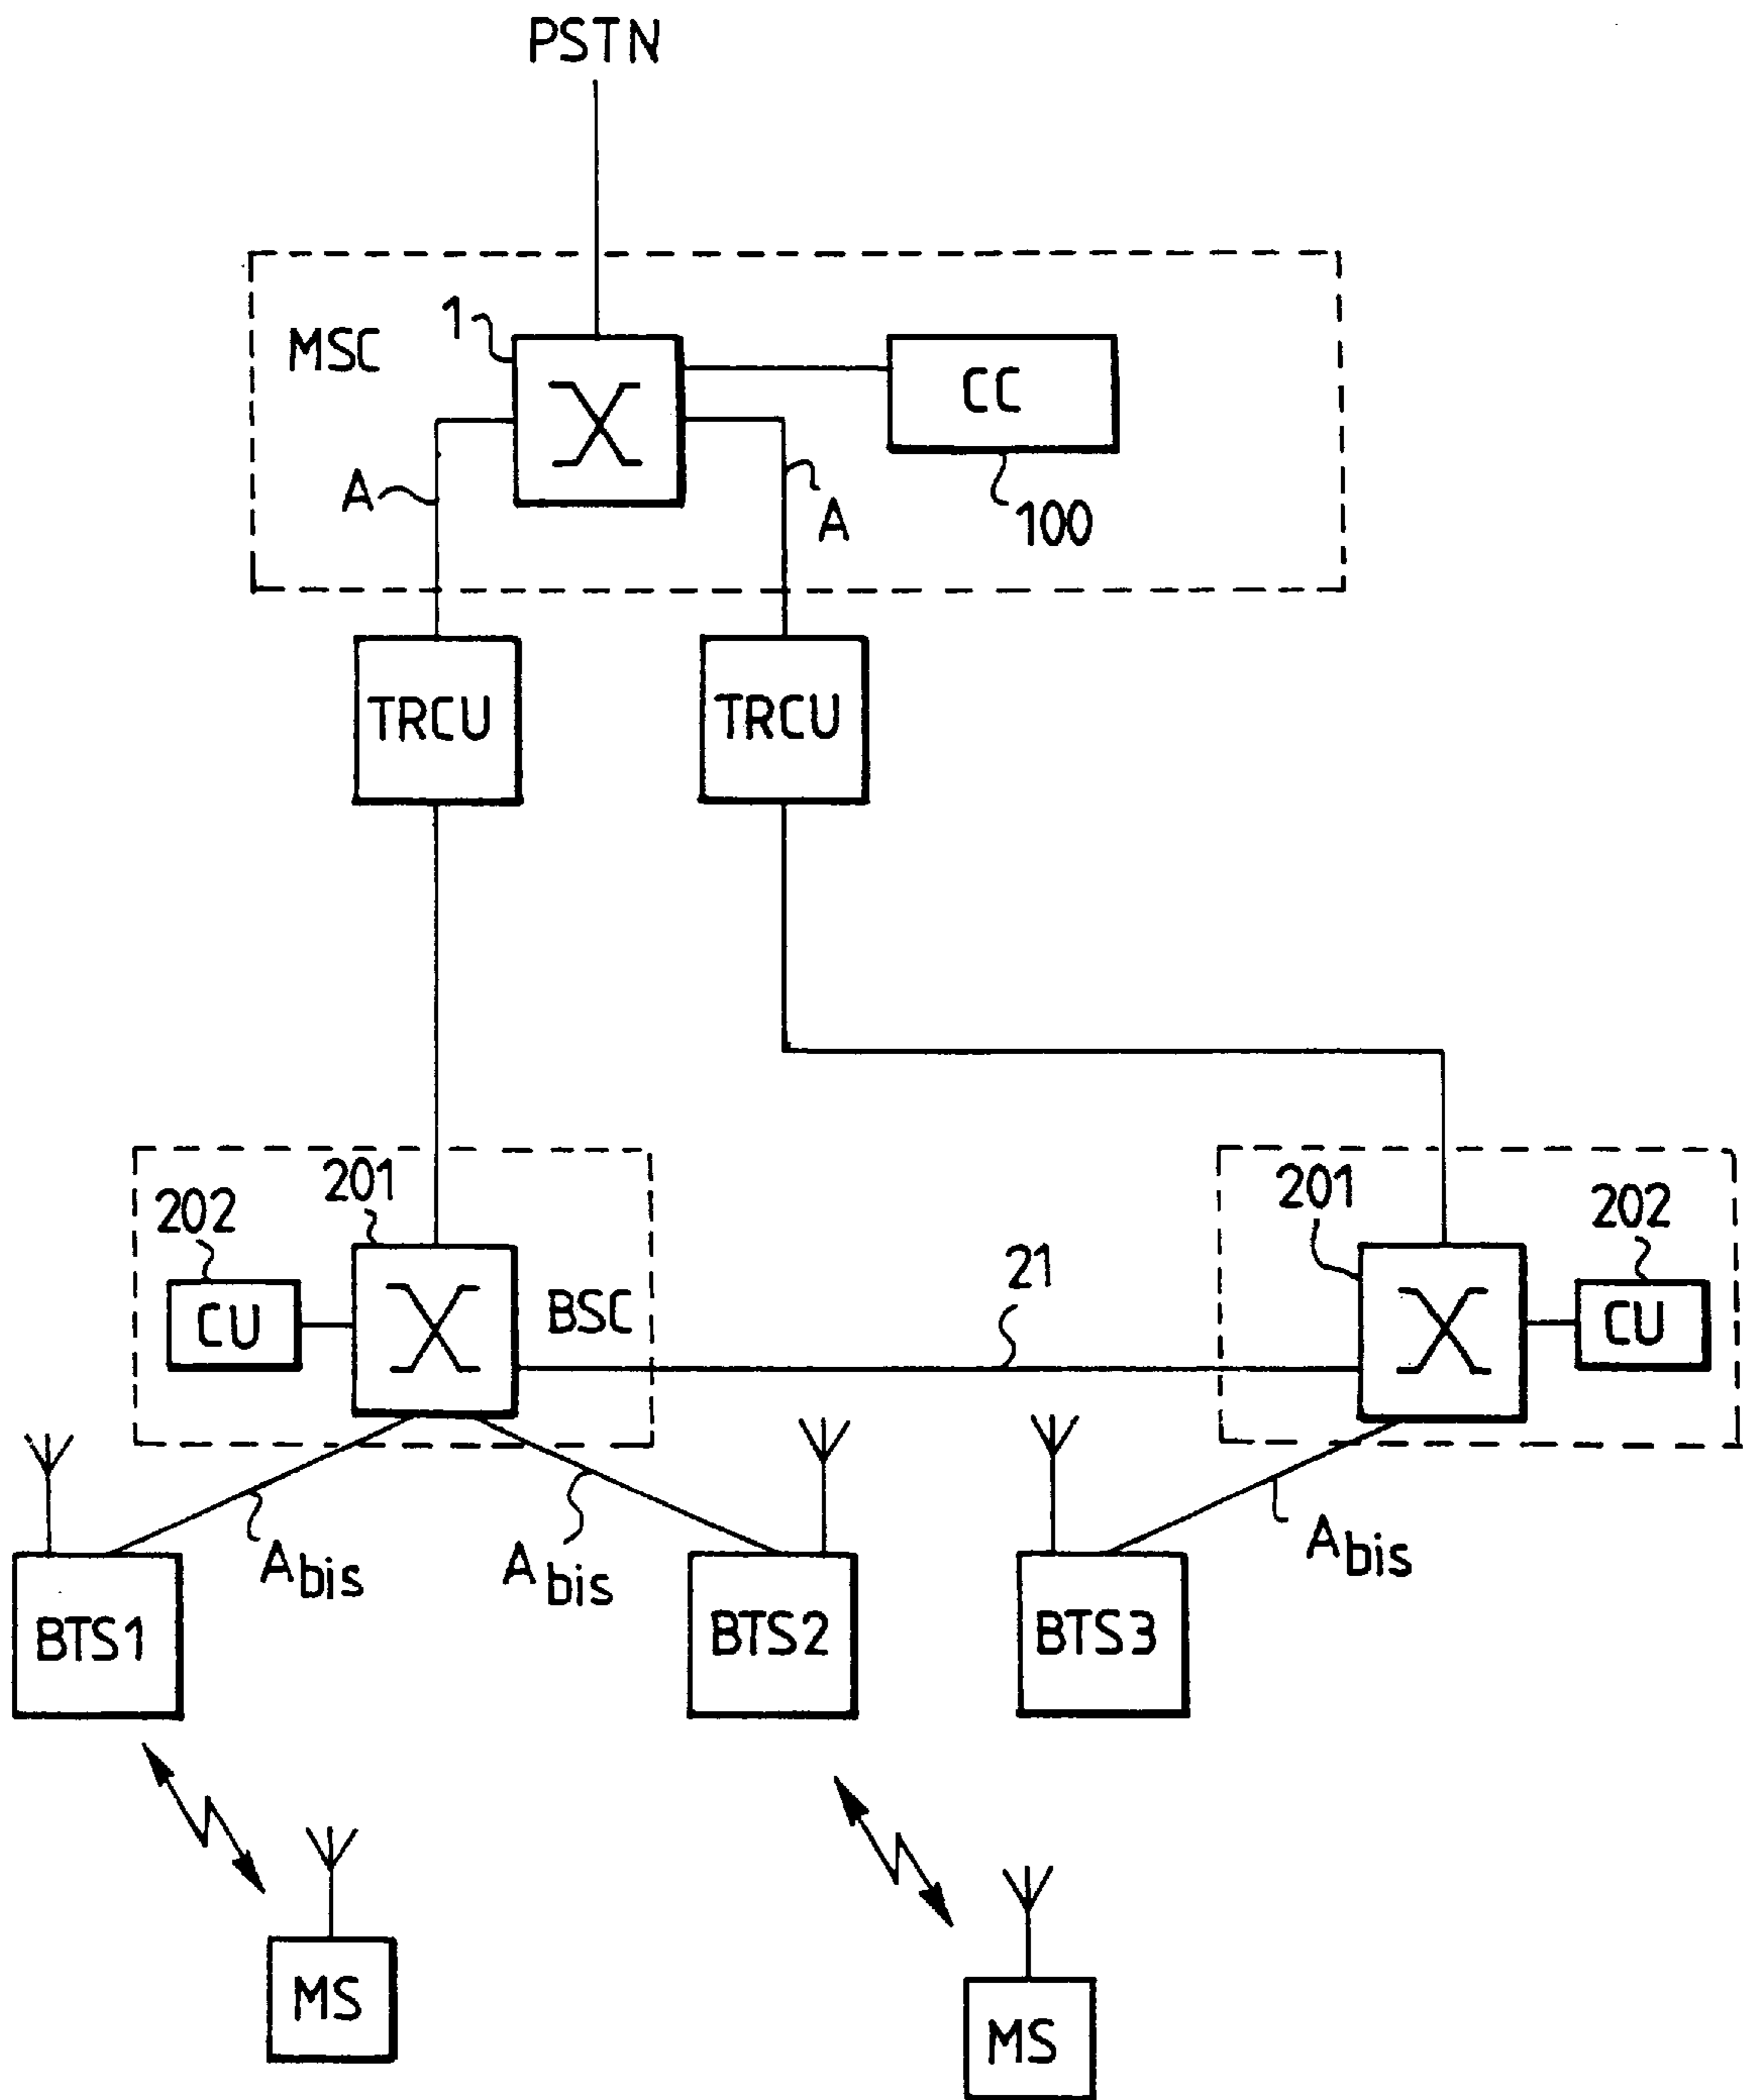 PSTN
MSC
1
CC
A
A
100
TRCU
TRCU
202
201
CU
BSC
21
201
202
CU
Abis
Abis
Abis
BTS1
BTS2
BTS3
MS
MS